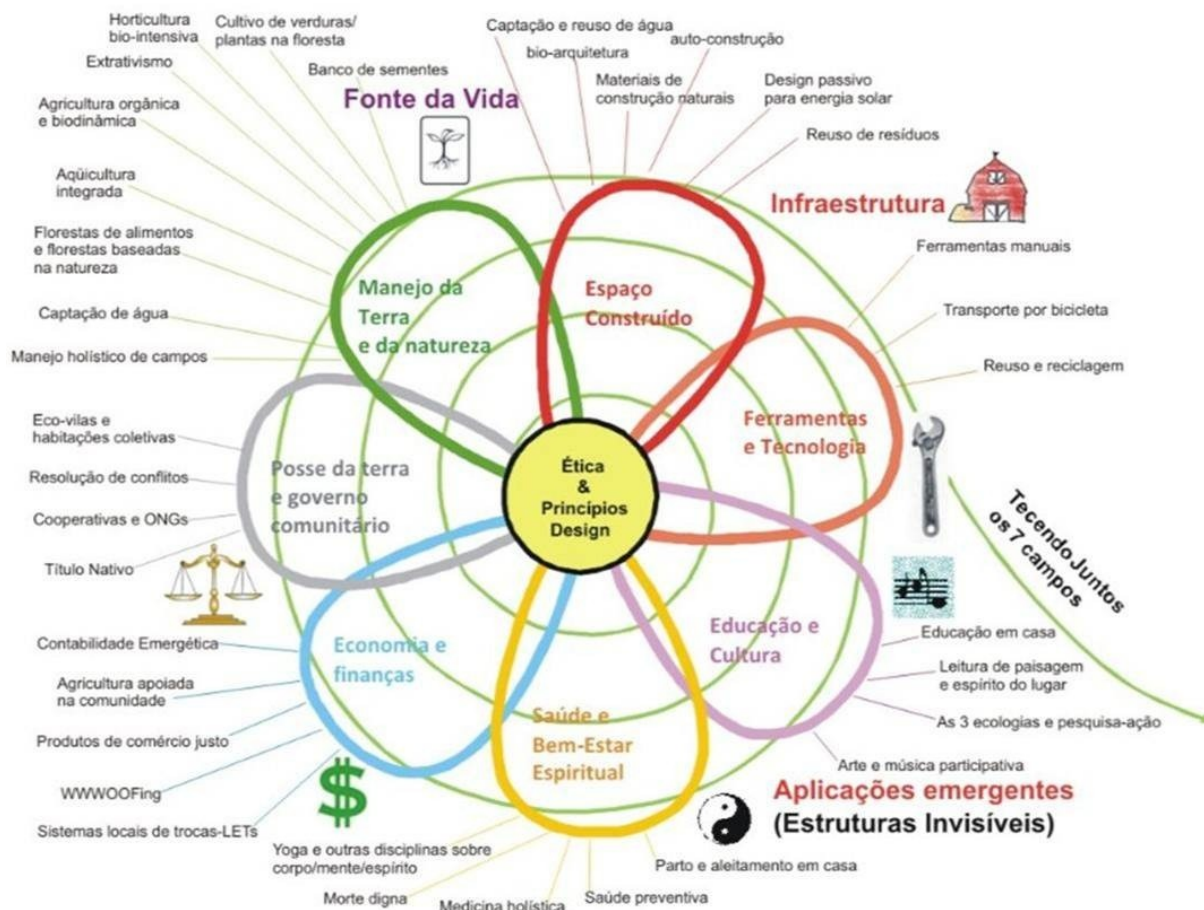 Horticultura
bio-intensiva
Cultivo de verduras/
plantas na floresta
Extrativismo
Banco de sementes
Fonte da Vida
Agricultura orgânica
e biodinâmica
Aqüicultura
integrada
Florestas de alimentos
e florestas baseadas
na natureza
Captação de água
Manejo holístico de campos
Manejo da
Terra
e da natureza
Captação e reuso de água
bio-arquitetura
auto-construção
Materiais de
construção naturais
Design passivo
para energia solar
Reuso de resíduos
Infraestrutura
Espaço
Construído
Ferramentas manuais
Transporte por bicicleta
Reuso e reciclagem
Ferramentas
e Tecnologia
Eco-vilas e
habitações coletivas
Resolução de conflitos
Cooperativas e ONGs
Título Nativo
Posse da terra
e governo
comunitário
Ética
&
Princípios
Design
Tecendo Juntos
os 7 campos
Contabilidade Emergética
Agricultura apoiada
na comunidade
Produtos de comércio justo
WWWOOFing
Sistemas locais de trocas-LETs
Economia e
finanças
$
Saúde e
Bem-Estar
Espiritual
Yoga e outras disciplinas sobre
corpo/mente/espírito
Morte digna
Medicina holística
Saúde preventiva
Parto e aleitamento em casa
Educação e
Cultura
Educação em casa
Leitura de paisagem
e espírito do lugar
As 3 ecologias e pesquisa-ação
Arte e música participativa
Aplicações emergentes
(Estruturas Invisíveis)